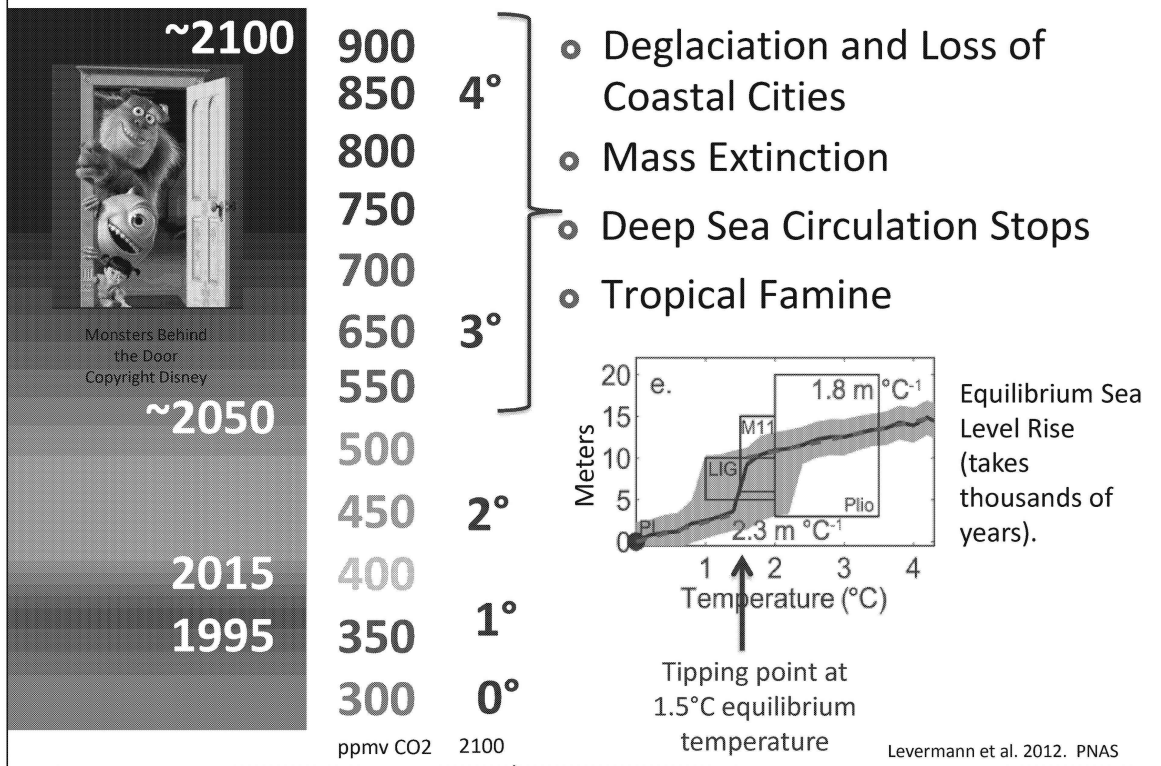 ~2100
Monsters Behind
the Door
Copyright Disney
~2050
2015
1995
900
850 4°
800
750
700
650 3°
550
500
450 2°
400
1°
350
300 0°
ppmv CO2 2100
Deglaciation and Loss of
Coastal Cities
Mass Extinction
Deep Sea Circulation Stops
Tropical Famine
e.
1.8 m °C-1
M11
LIG
Plio
PI
2.3 m °C-1
20
15
10
5
0
Meters
1 2 3 4
Temperature (°C)
Equilibrium Sea
Level Rise
(takes
thousands of
years).
Tipping point at
1.5°C equilibrium
temperature
Levermann et al. 2012. PNAS